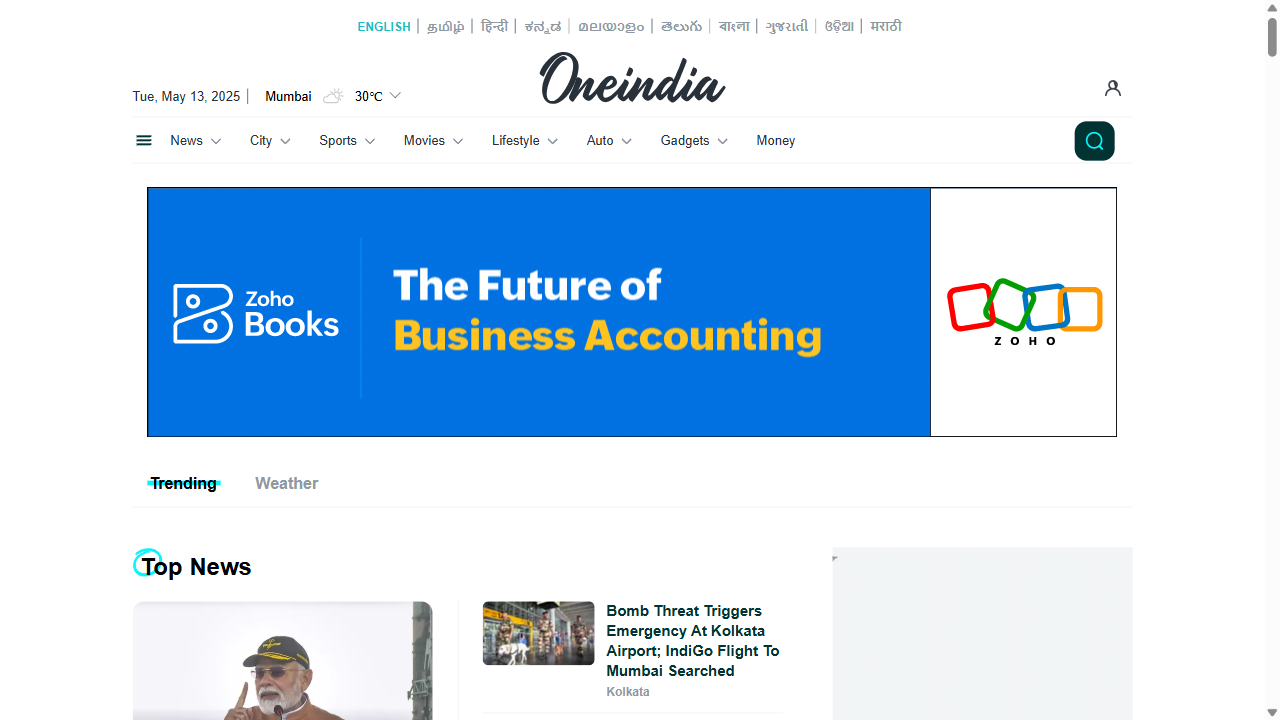 ENGLISH | தமிழ் | हिन्दी | ಕನ್ನಡ | മലയാളം | తెలుగు | বাংলা | ગુજરાતી | ଓଡ଼ିଆ | मराठी
Oneindia
Tue, May 13, 2025 | Mumbai 30℃
News City Sports Movies Lifestyle Auto Gadgets Money
Zoho
Books
The Future of
Business Accounting
ZOHO
Trending Weather
Top News
Bomb Threat Triggers
Emergency At Kolkata
Airport; IndiGo Flight To
Mumbai Searched
Kolkata